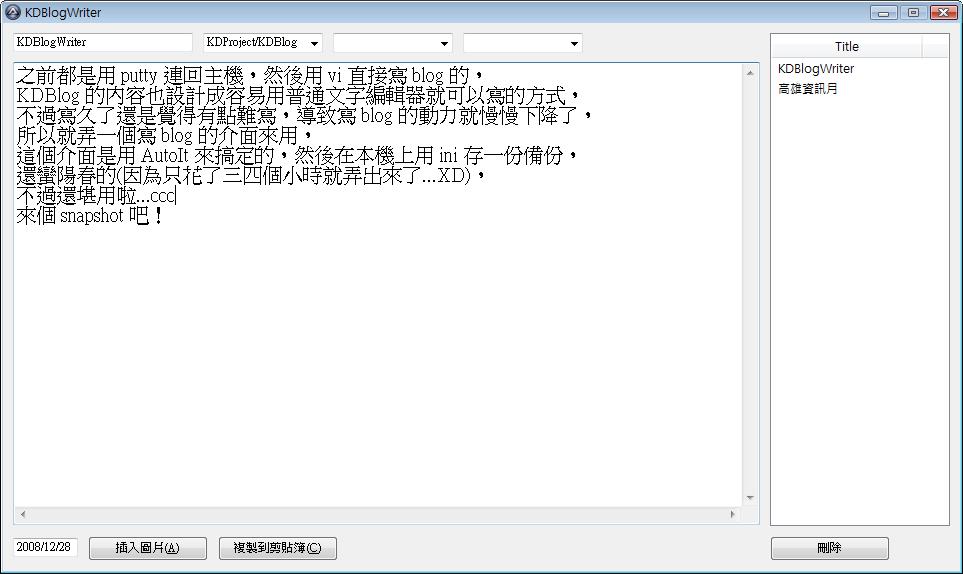 KDBlogWriter
KDBlogWriter
KDProject/KDBlog
Title
KDBlogWriter
高雄資訊月
之前都是用 putty 連回主機，然後用 vi 直接寫 blog 的，
KDBlog 的內容也設計成容易用普通文字編輯器就可以寫的方式，
不過寫久了還是覺得有點難寫，導致寫 blog 的動力就慢慢下降了，
所以就弄一個寫 blog 的介面來用，
這個介面是用 AutoIt 來搞定的，然後在本機上用 ini 存一份備份，
還蠻陽春的(因為只花了三四個小時就弄出來了...XD)，
不過還堪用啦...ccc
來個 snapshot 吧！
2008/12/28
插入圖片(A)
複製到剪貼簿(C)
刪除